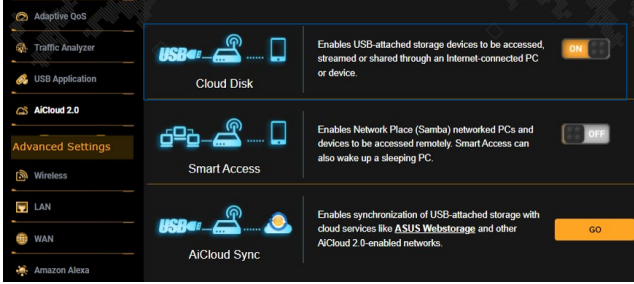 Adaptive QoS
Traffic Analyzer
USB Application
AiCloud 2.0
Advanced Settings
Wireless
LAN
WAN
Amazon Alexa
USB
Cloud Disk
Enables USB-attached storage devices to be accessed,
streamed or shared through an Internet-connected PC
or device.
ON
Smart Access
Enables Network Place (Samba) networked PCs and
devices to be accessed remotely. Smart Access can
also wake up a sleeping PC.
OFF
USB
AiCloud Sync
Enables synchronization of USB-attached storage with
cloud services like ASUS Webstorage and other
AiCloud 2.0-enabled networks.
GO